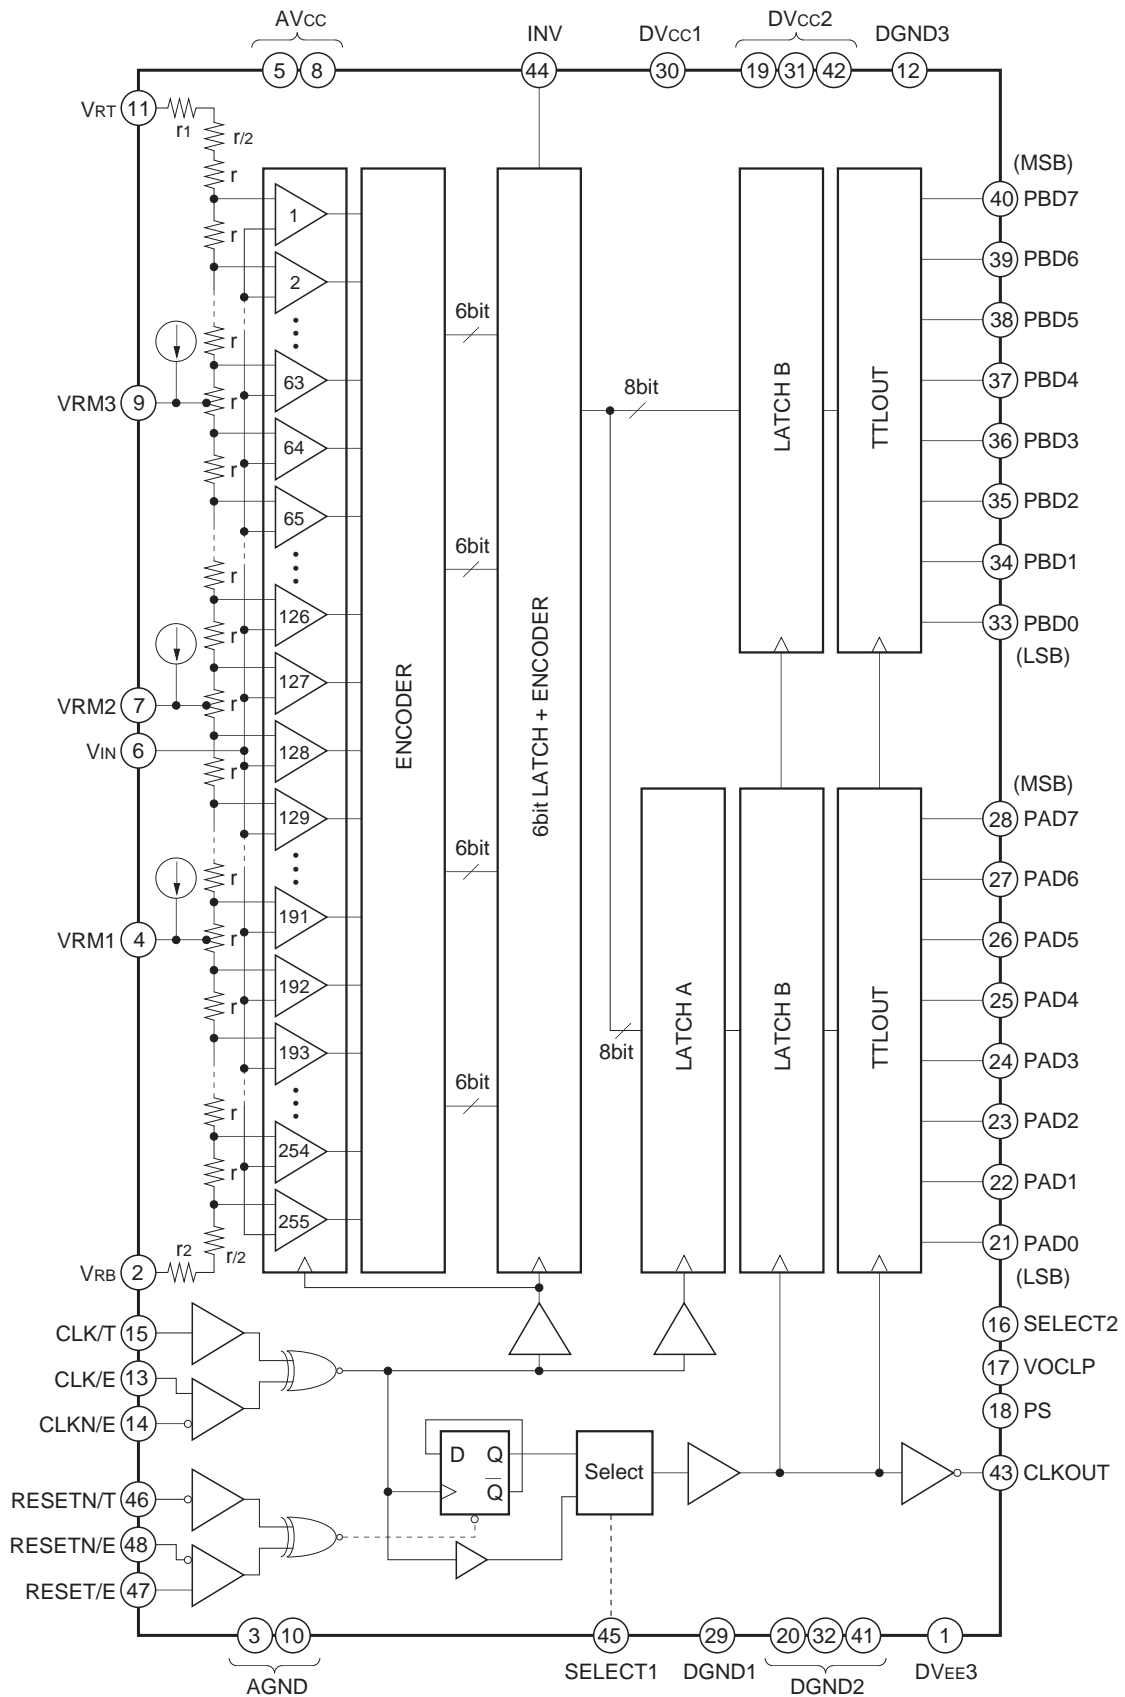 AVCC
INV
DVCC1
DVCC2
DGND3
5
8
44
30
19
31
42
12
VRT
11
r1
r/2
r
(MSB)
1
40
PBD7
r
39
PBD6
2
6bit
38
PBD5
r
63
37
PBD4
VRM3
9
r
8bit
LATCH B
TTLOUT
64
36
PBD3
r
65
35
PBD2
6bit
34
PBD1
r
126
33
PBD0
(LSB)
r
127
ENCODER
6bit LATCH + ENCODER
VRM2
7
r
VIN
6
128
r
(MSB)
129
28
PAD7
6bit
r
27
PAD6
191
VRM1
4
r
26
PAD5
192
25
PAD4
r
LATCH A
LATCH B
TTLOUT
193
8bit
24
PAD3
6bit
r
23
PAD2
254
r
22
PAD1
255
21
PAD0
(LSB)
r/2
r2
VRB
2
CLK/T
15
16
SELECT2
CLK/E
13
17
VOCLP
CLKN/E
14
18
PS
D
Q
Q
Select
43
CLKOUT
RESETN/T
46
RESETN/E
48
RESET/E
47
3
10
45
29
20
32
41
1
AGND
SELECT1
DGND1
DGND2
DVEE3